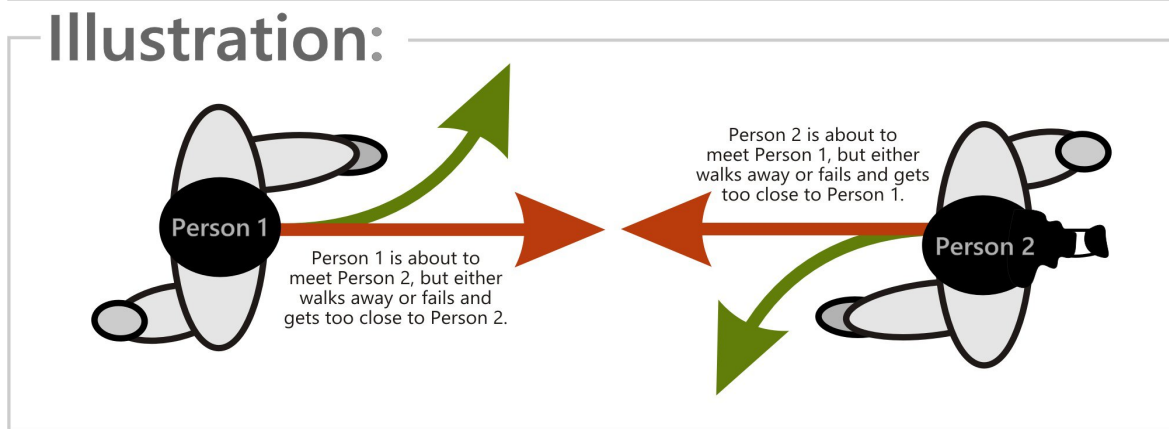 Illustration:
Person 1
Person 1 is about to
meet Person 2, but either
walks away or fails and
gets too close to Person 2.
Person 2 is about to
meet Person 1, but either
walks away or fails and gets
too close to Person 1.
Person 2